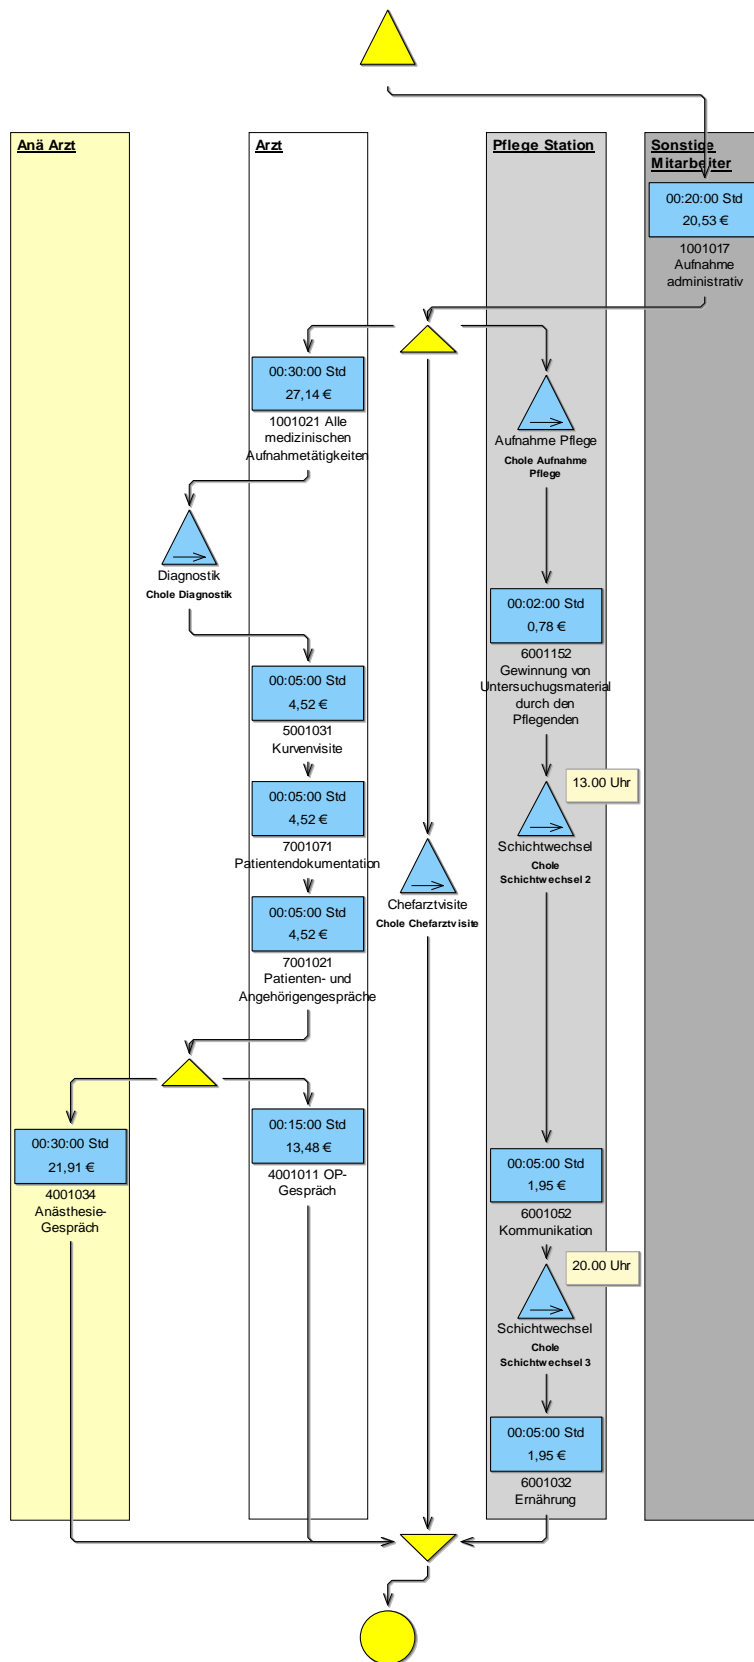 Anä Arzt
Arzt
Pflege Station
Sonstige
Mitarbeiter
00:20:00 Std
20,53 €
1001017
Aufnahme
administrativ
00:30:00 Std
27,14 €
1001021 Alle
medizinischen
Aufnahmetätigkeiten
Aufnahme Pflege
Chole Aufnahme
Pflege
Diagnostik
Chole Diagnostik
00:02:00 Std
0,78 €
6001152
Gewinnung von
Untersuchugsmaterial
durch den
Pflegenden
00:05:00 Std
4,52 €
5001031
Kurvenvisite
13.00 Uhr
00:05:00 Std
4,52 €
7001071
Patientendokumentation
Schichtwechsel
Chole
Schichtwechsel 2
Chefarztvisite
Chole Chefarztvisite
00:05:00 Std
4,52 €
7001021
Patienten- und
Angehörigengespräche
00:30:00 Std
21,91 €
4001034
Anästhesie-
Gespräch
00:15:00 Std
13,48 €
4001011 OP-
Gespräch
00:05:00 Std
1,95 €
6001052
Kommunikation
20.00 Uhr
Schichtwechsel
Chole
Schichtwechsel 3
00:05:00 Std
1,95 €
6001032
Ernährung